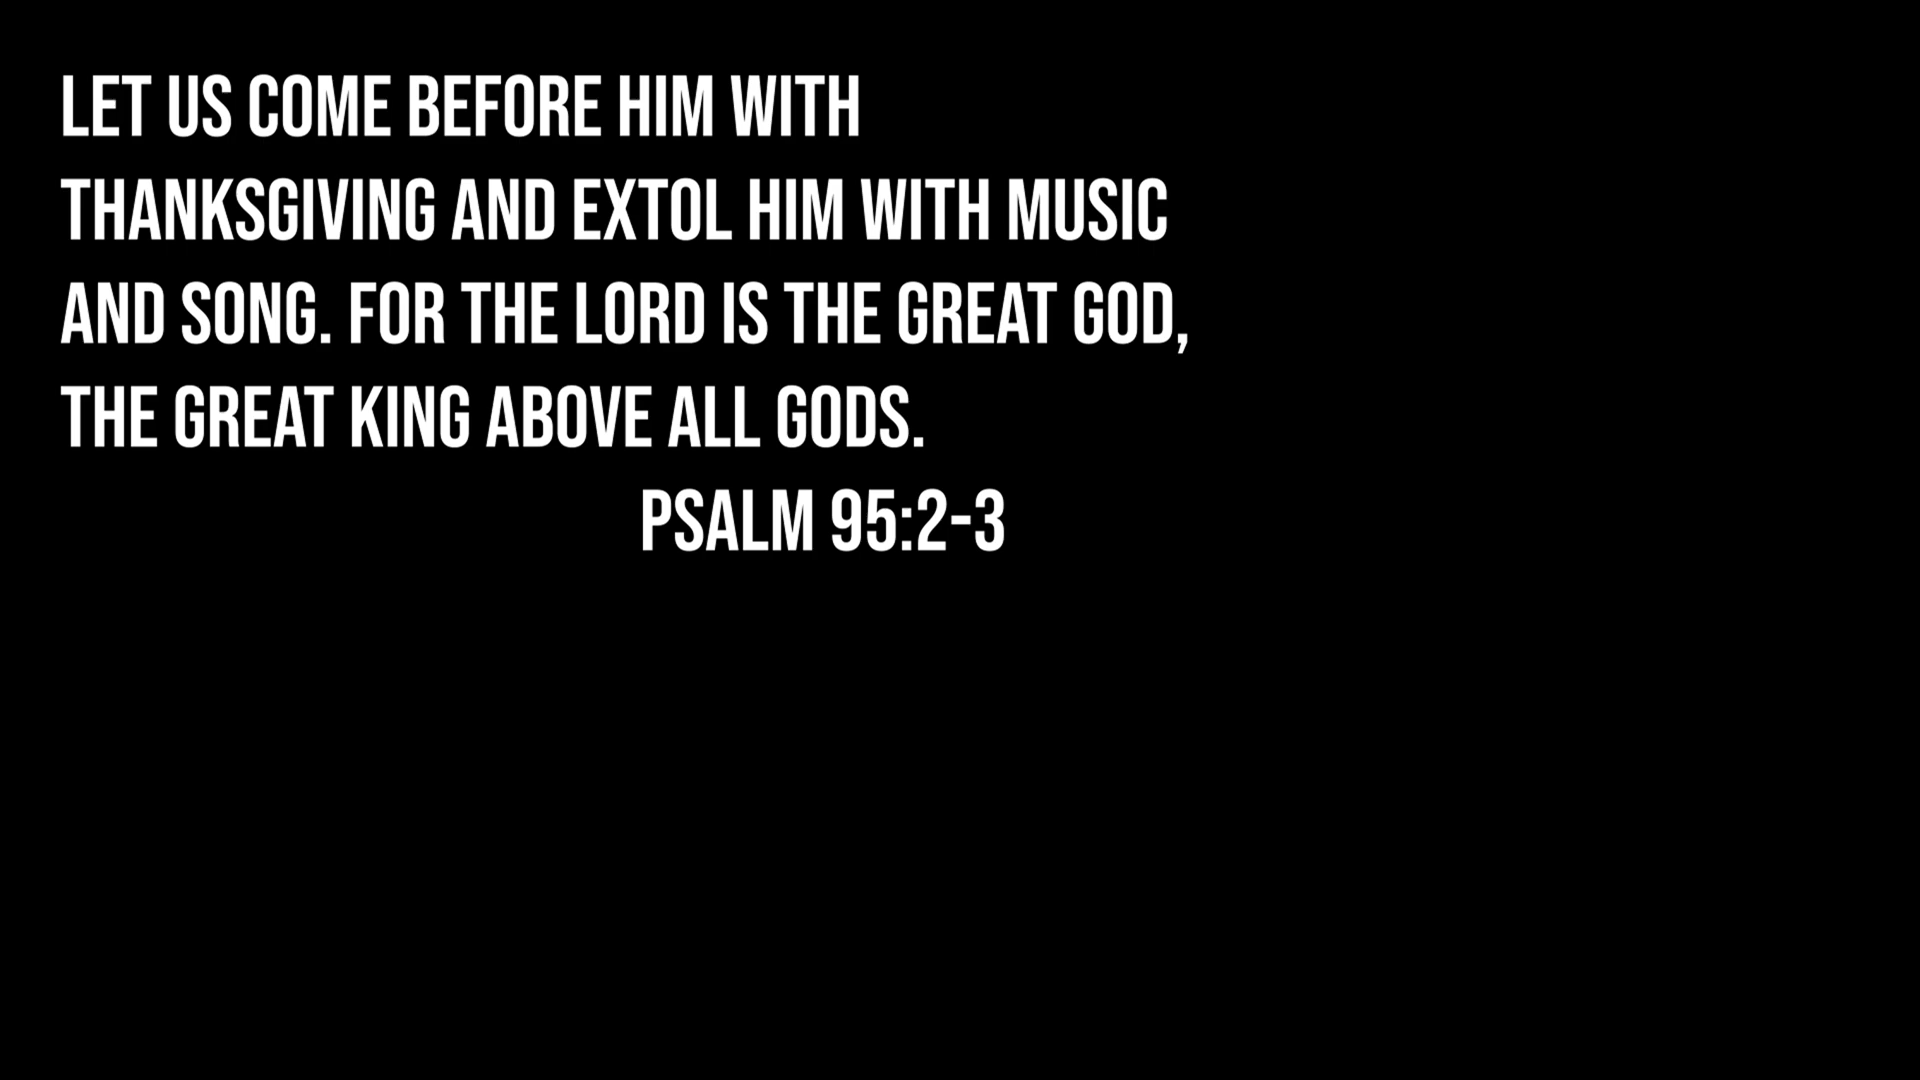 LET US COME BEFORE HIM WITH
THANKSGIVING AND EXTOL HIM WITH MUSIC
AND SONG. FOR THE LORD IS THE GREAT GOD,
THE GREAT KING ABOVE ALL GODS.
PSALM 95:2-3